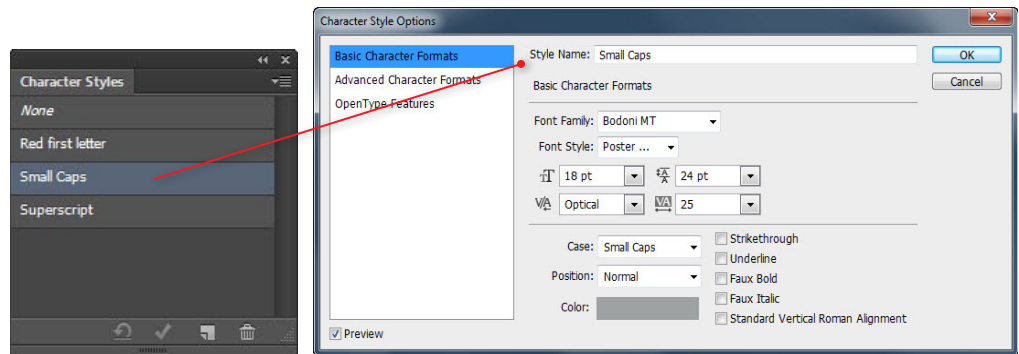 Character Styles
None
Red first letter
Small Caps
Superscript
Character Style Options
Basic Character Formats
Advanced Character Formats
OpenType Features
Preview
Style Name: Small Caps
Basic Character Formats
Font Family: Bodoni MT
Font Style: Poster ...
18 pt 24 pt
Optical 25
Case: Small Caps
Position: Normal
Color:
Strikethrough
Underline
Faux Bold
Faux Italic
Standard Vertical Roman Alignment
OK
Cancel